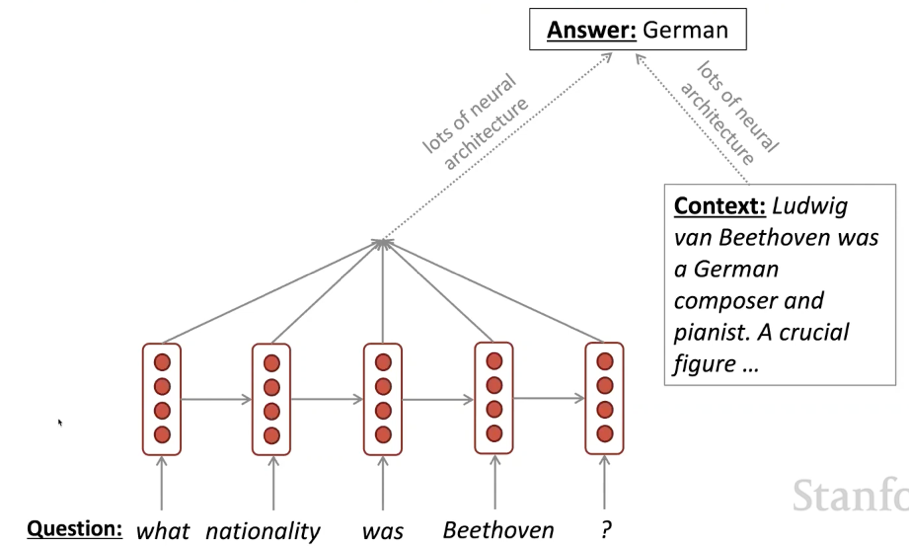 Answer: German
lots of neural
architecture
lots of neural
architecture
Context: Ludwig
van Beethoven was
a German
composer and
pianist. A crucial
figure ...
Question: what nationality was Beethoven ?
Stanfo